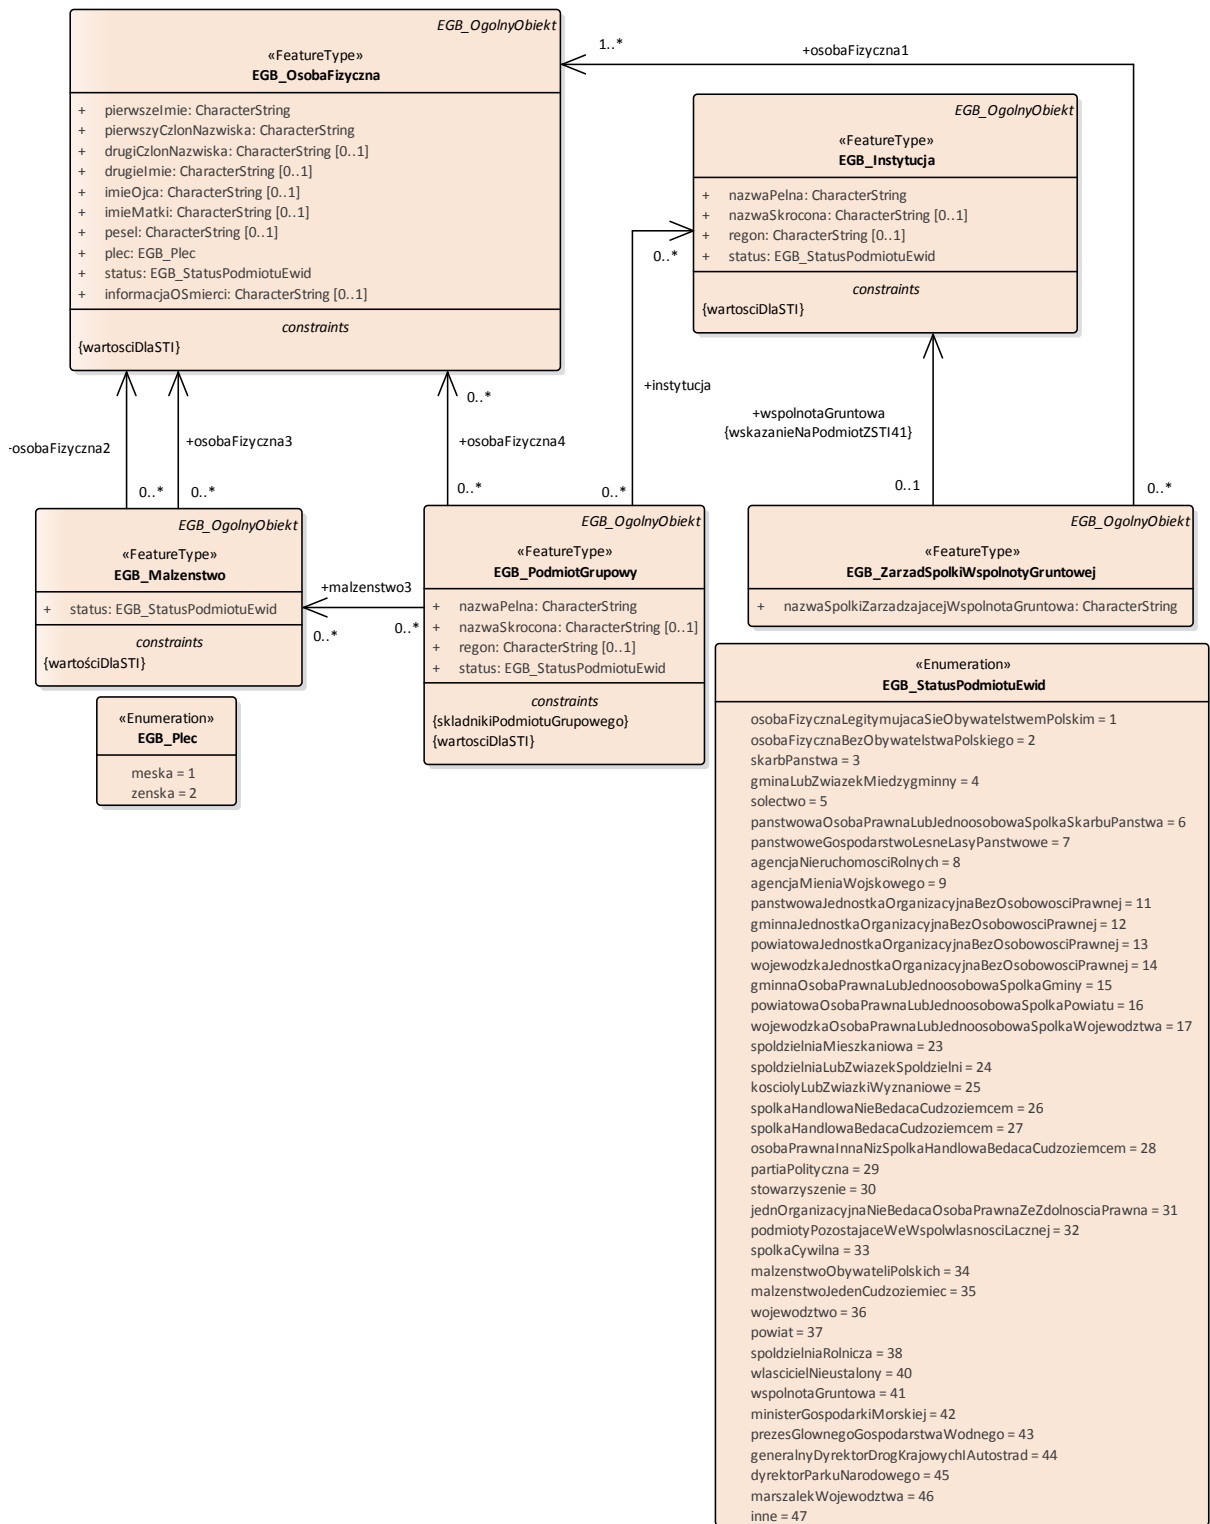 EGB_OgolnyObiekt
«FeatureType»
EGB_OsobaFizyczna
+ pierwszeImie: CharacterString
+ pierwszyCzlonNazwiska: CharacterString
+ drugiCzlonNazwiska: CharacterString [0..1]
+ drugieImie: CharacterString [0..1]
+ imieOjca: CharacterString [0..1]
+ imieMatki: CharacterString [0..1]
+ pesel: CharacterString [0..1]
+ plec: EGB_Plec
+ status: EGB_StatusPodmiotuEwid
+ informacjaOSmierci: CharacterString [0..1]
constraints
{wartosciDlaSTI}
1..*
+osobaFizyczna1
EGB_OgolnyObiekt
«FeatureType»
EGB_Instytucja
+ nazwaPelna: CharacterString
+ nazwaSkrocona: CharacterString [0..1]
+ regon: CharacterString [0..1]
+ status: EGB_StatusPodmiotuEwid
constraints
{wartosciDlaSTI}
0..*
+instytucja
0..*
+wspolnotaGruntowa
{wskazanieNaPodmiotZSTI41}
0..1
0..*
-osobaFizyczna2
0..*
+osobaFizyczna3
0..*
0..*
+osobaFizyczna4
0..*
EGB_OgolnyObiekt
«FeatureType»
EGB_Malzenstwo
+ status: EGB_StatusPodmiotuEwid
constraints
{wartościDlaSTI}
+malzenstwo3
0..*
0..*
EGB_OgolnyObiekt
«FeatureType»
EGB_PodmiotGrupowy
+ nazwaPelna: CharacterString
+ nazwaSkrocona: CharacterString [0..1]
+ regon: CharacterString [0..1]
+ status: EGB_StatusPodmiotuEwid
constraints
{skladnikiPodmiotuGrupowego}
{wartosciDlaSTI}
EGB_OgolnyObiekt
«FeatureType»
EGB_ZarzadSpolkiWspolnotyGruntowej
+ nazwaSpolkiZarzadzajacejWspolnotaGruntowa: CharacterString
«Enumeration»
EGB_Plec
meska = 1
zenska = 2
«Enumeration»
EGB_StatusPodmiotuEwid
osobaFizycznaLegitymujacaSieObywatelstwemPolskim = 1
osobaFizycznaBezObywatelstwaPolskiego = 2
skarbPanstwa = 3
gminaLubZwiazekMiedzygminny = 4
solectwo = 5
panstwowaOsobaPrawnaLubJednoosobowaSpolkaSkarbuPanstwa = 6
panstwoweGospodarstwoLesneLasyPanstwowe = 7
agencjaNieruchomosciRolnych = 8
agencjaMieniaWojskowego = 9
panstwowaJednostkaOrganizacyjnaBezOsobowosciPrawnej = 11
gminnaJednostkaOrganizacyjnaBezOsobowosciPrawnej = 12
powiatowaJednostkaOrganizacyjnaBezOsobowosciPrawnej = 13
wojewodzkaJednostkaOrganizacyjnaBezOsobowosciPrawnej = 14
gminnaOsobaPrawnaLubJednoosobowaSpolkaGminy = 15
powiatowaOsobaPrawnaLubJednoosobowaSpolkaPowiatu = 16
wojewodzkaOsobaPrawnaLubJednoosobowaSpolkaWojewodztwa = 17
spoldzielniaMieszkaniowa = 23
spoldzielniaLubZwiazekSpoldzielni = 24
kosciolyLubZwiazkiWyznaniowe = 25
spolkaHandlowaNieBedacaCudzoziemcem = 26
spolkaHandlowaBedacaCudzoziemcem = 27
osobaPrawnaInnaNizSpolkaHandlowaBedacaCudzoziemcem = 28
partiaPolityczna = 29
stowarzyszenie = 30
jednOrganizacyjnaNieBedacaOsobaPrawnaZeZdolnosciaPrawna = 31
podmiotyPozostajaceWeWspolwlasnosciLacznej = 32
spolkaCywilna = 33
malzenstwoObywateliPolskich = 34
malzenstwoJedenCudzoziemiec = 35
wojewodztwo = 36
powiat = 37
spoldzielniaRolnicza = 38
wlascicielNieustalony = 40
wspolnotaGruntowa = 41
ministerGospodarkiMorskiej = 42
prezesGlownegoGospodarstwaWodnego = 43
generalnyDyrektorDrogKrajowychIAutostrad = 44
dyrektorParkuNarodowego = 45
marszalekWojewodztwa = 46
inne = 47